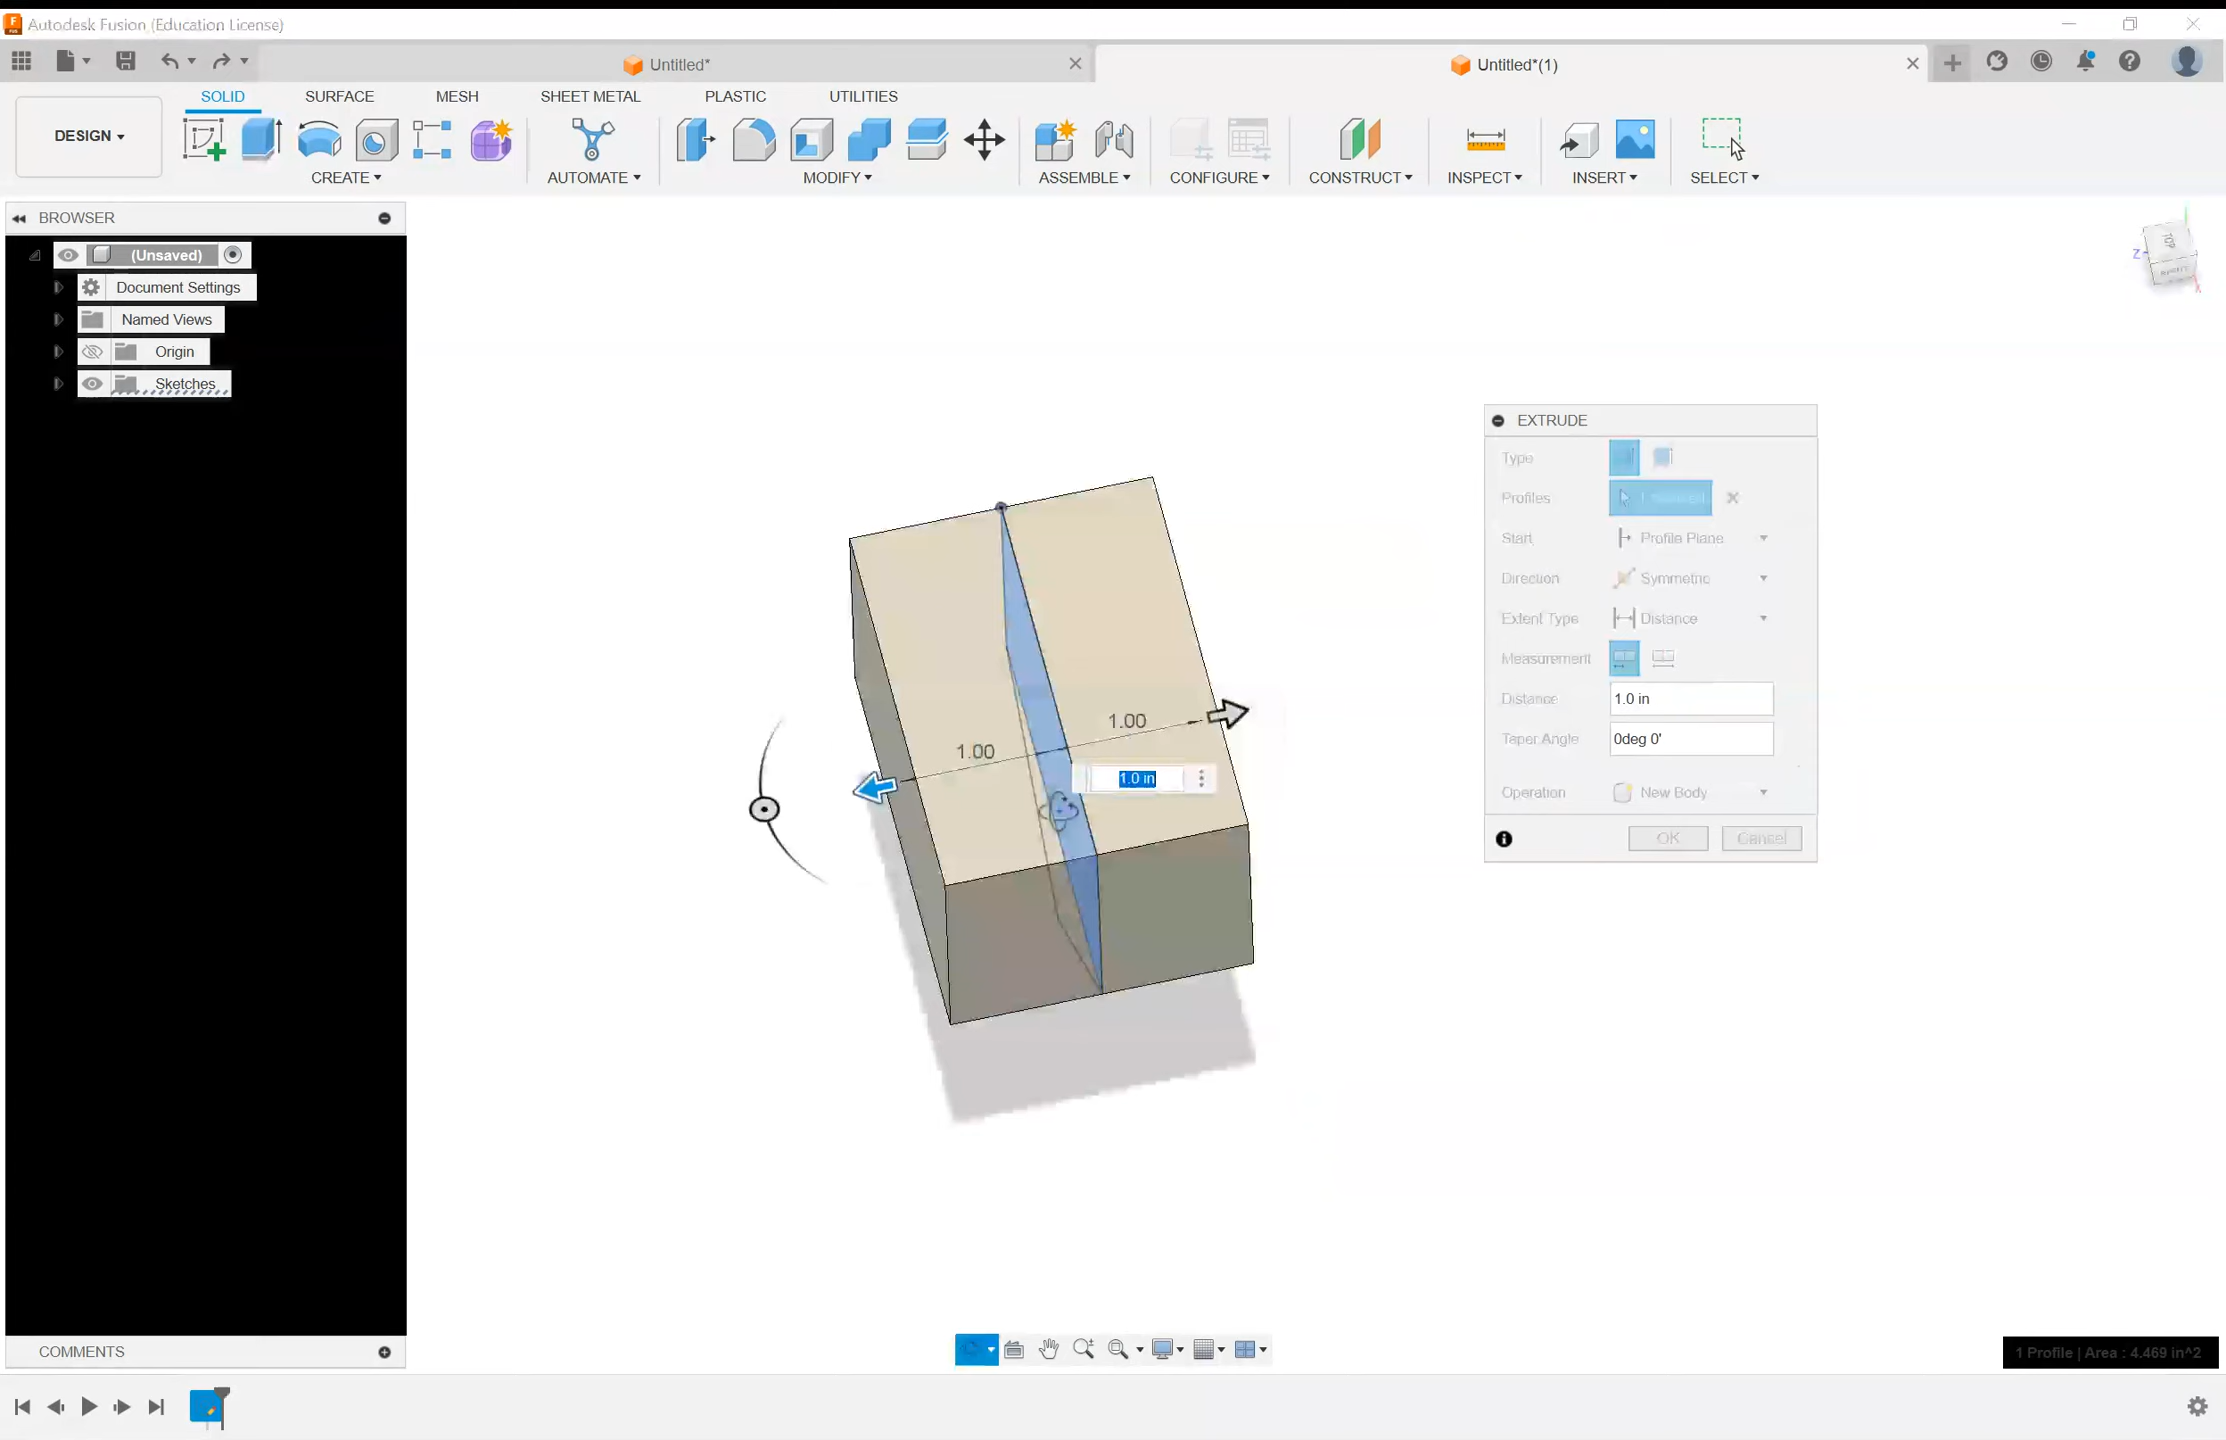 Autodesk Fusion (Education License)
Untitled*
Untitled*(1)
SOLID
SURFACE
MESH
SHEET METAL
PLASTIC
UTILITIES
DESIGN
CREATE
AUTOMATE
MODIFY
ASSEMBLE
CONFIGURE
CONSTRUCT
INSPECT
INSERT
SELECT
BROWSER
(Unsaved)
Document Settings
Named Views
Origin
Sketches
TOP
RIGHT
Z
X
EXTRUDE
Type
Profiles
Start
Profile Plane
Direction
Symmetric
Extent Type
Distance
Measurement
Distance
1.0 in
Taper Angle
0deg 0'
Operation
New Body
OK
Cancel
1.00
1.00
1.0 in
COMMENTS
1 Profile | Area : 4.469 in^2